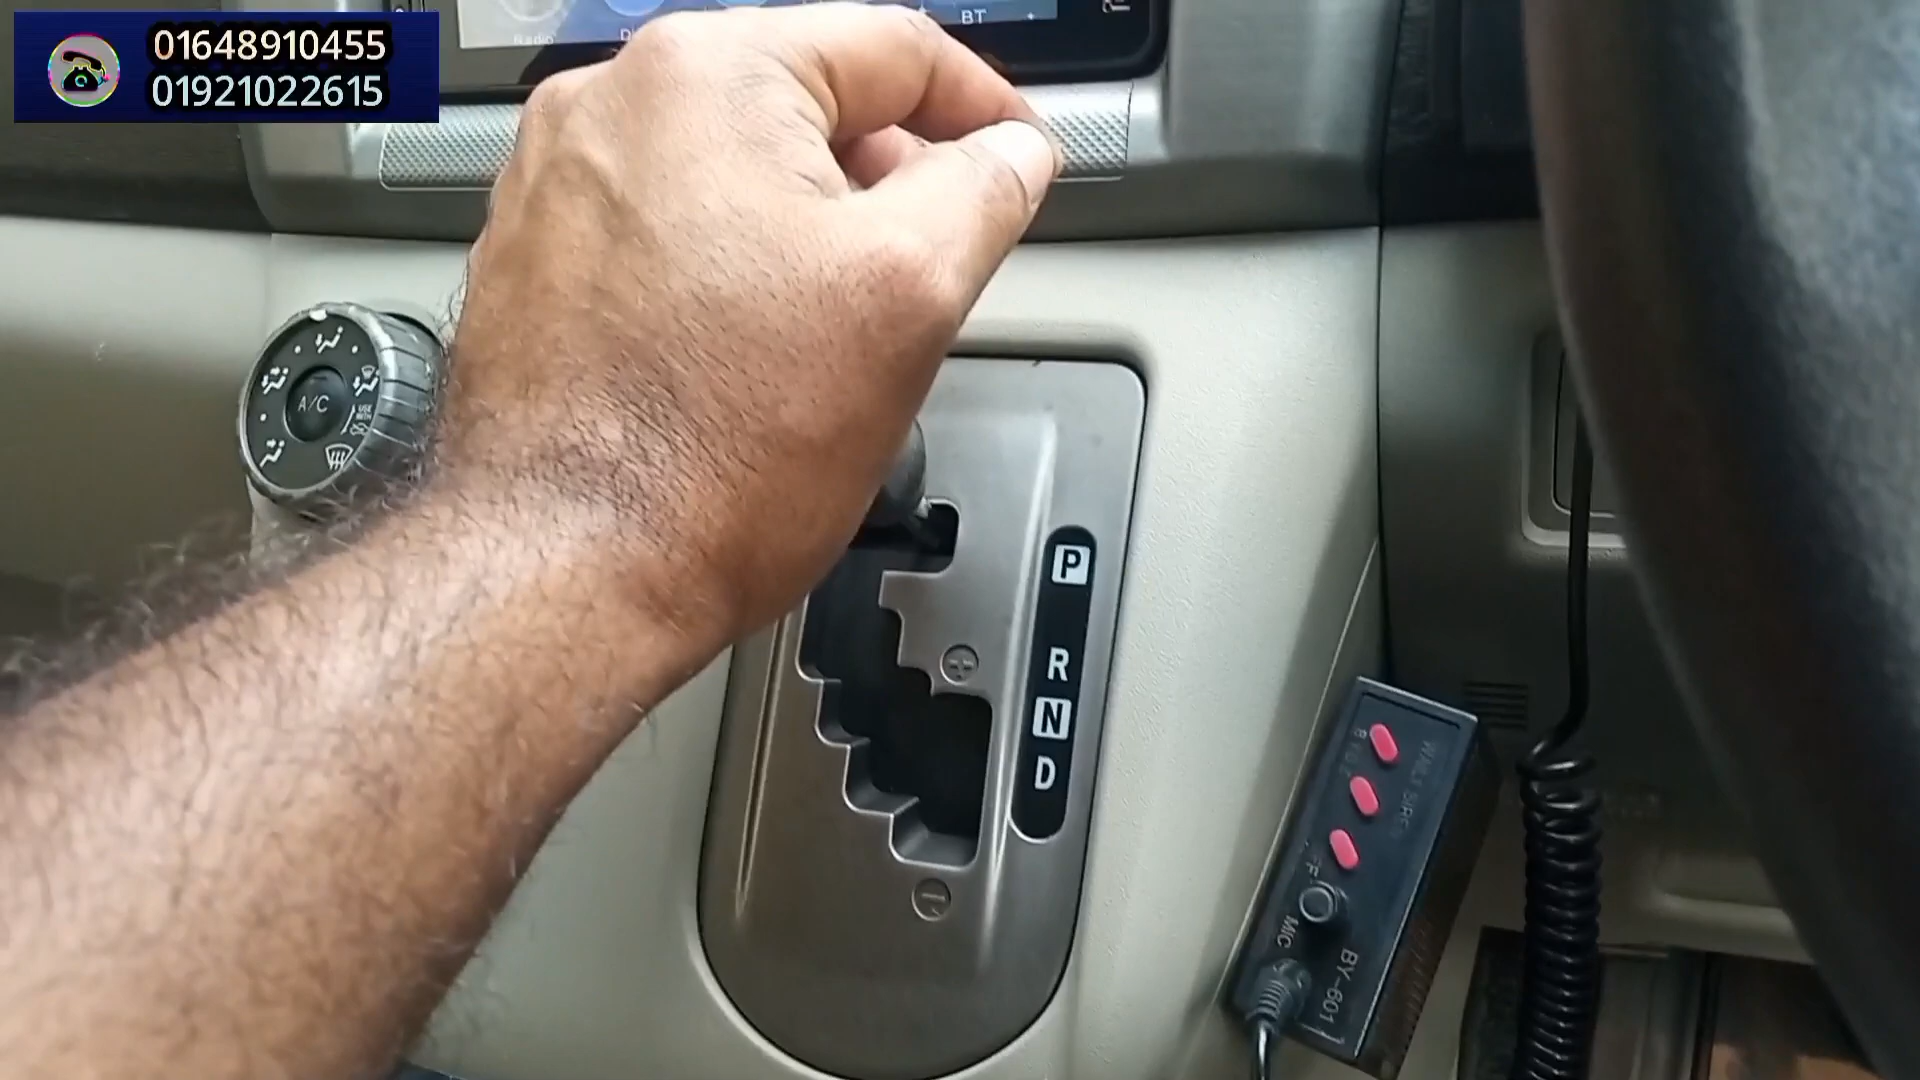 01648910455
01921022615
Radio
BT
A/C
P
R
N
D
MIC
BY-601